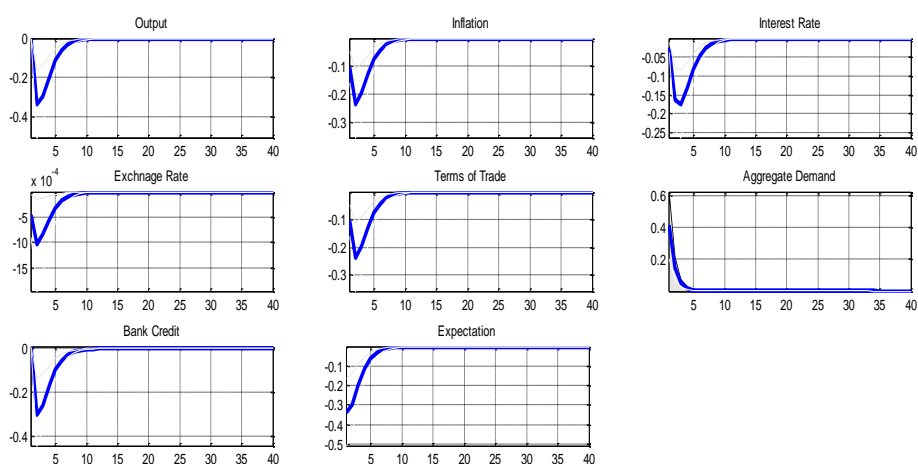 Output
Inflation
Interest Rate
0
-0.2
-0.4
5 10 15 20 25 30 35 40
-0.1
-0.2
-0.3
5 10 15 20 25 30 35 40
-0.05
-0.1
-0.15
-0.2
-0.25
5 10 15 20 25 30 35 40
x 10-4
Exchnage Rate
Terms of Trade
Aggregate Demand
-5
-10
-15
5 10 15 20 25 30 35 40
-0.1
-0.2
-0.3
5 10 15 20 25 30 35 40
0.6
0.4
0.2
5 10 15 20 25 30 35 40
Bank Credit
Expectation
0
-0.2
-0.4
5 10 15 20 25 30 35 40
-0.1
-0.2
-0.3
-0.4
-0.5
5 10 15 20 25 30 35 40